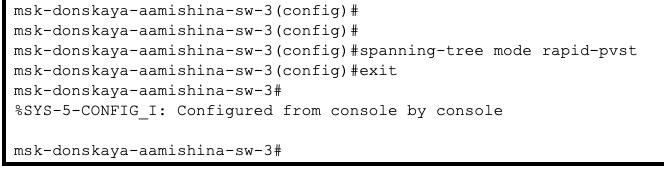 msk-donskaya-aamishina-sw-3(config)#
msk-donskaya-aamishina-sw-3(config)#
msk-donskaya-aamishina-sw-3(config)#spanning-tree mode rapid-pvst
msk-donskaya-aamishina-sw-3(config)#exit
msk-donskaya-aamishina-sw-3#
%SYS-5-CONFIG_I: Configured from console by console
msk-donskaya-aamishina-sw-3#